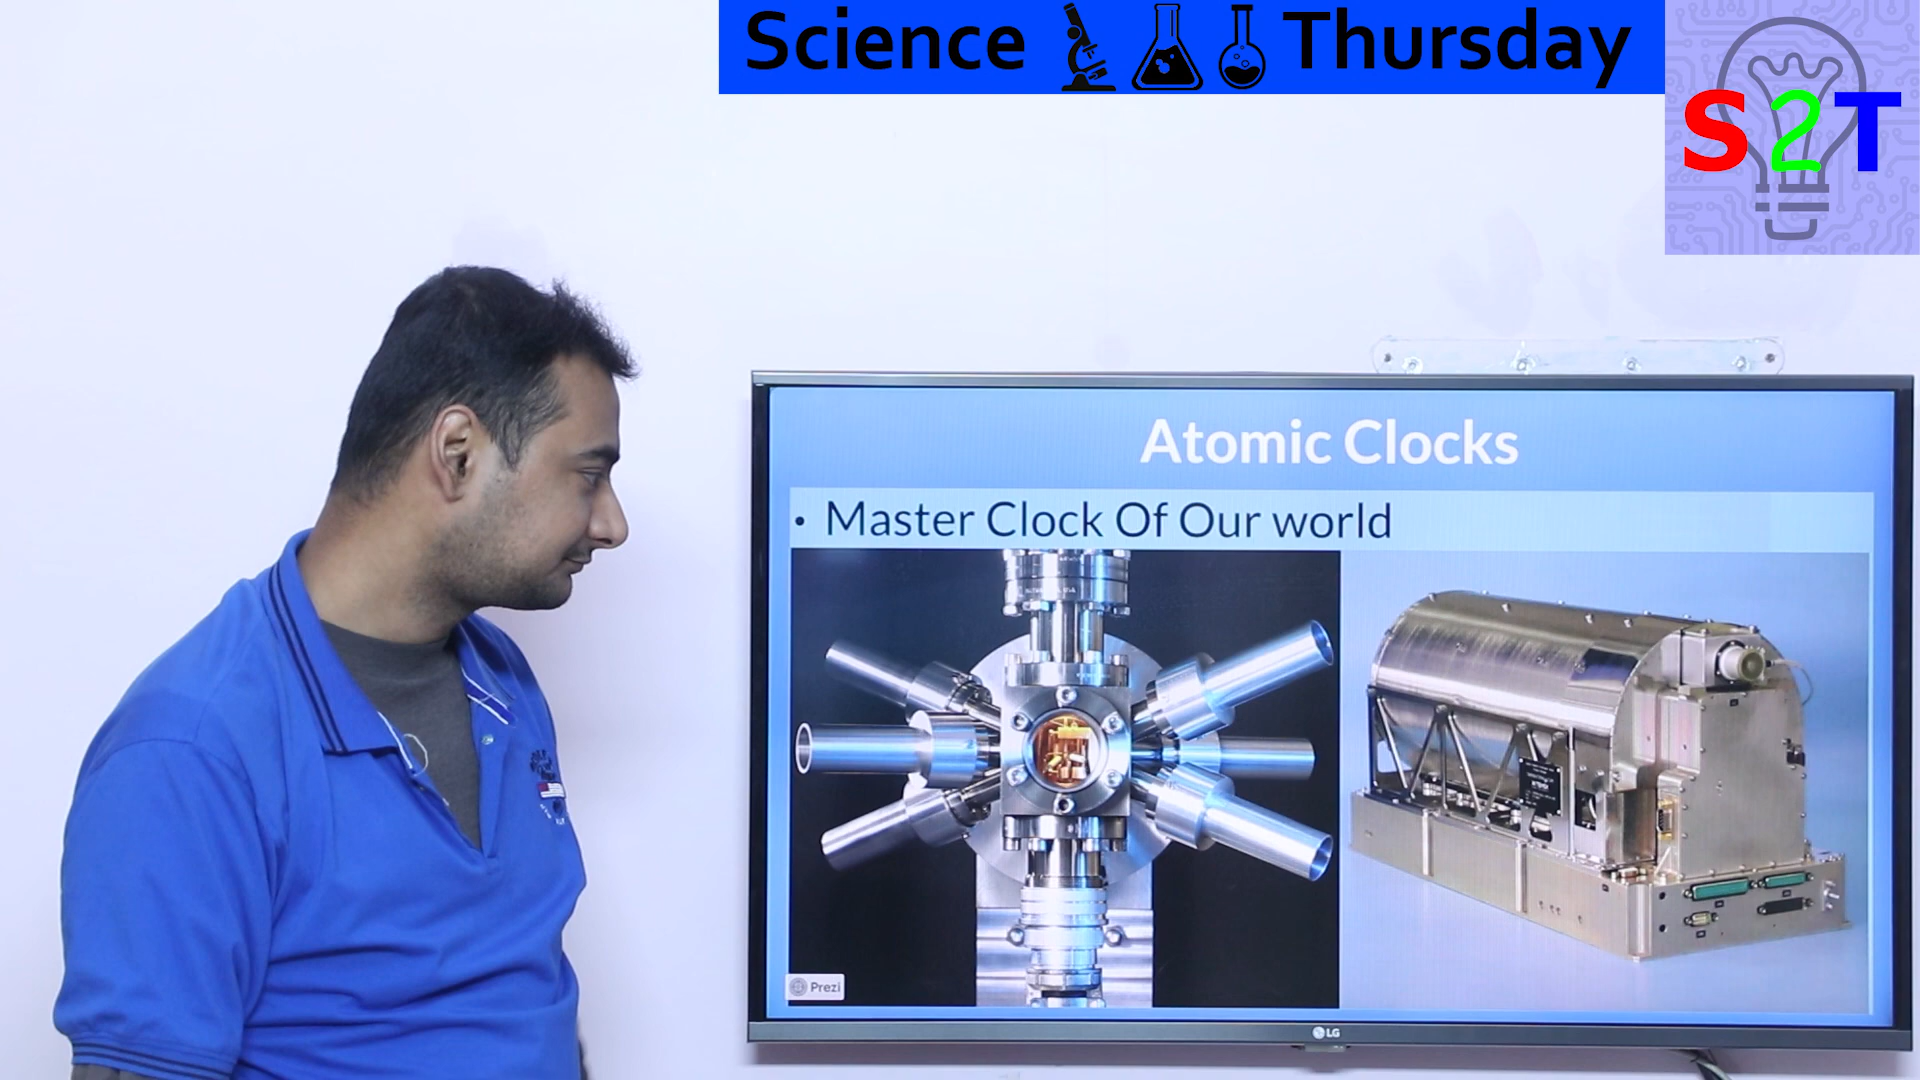 Science Thursday
S2T
Atomic Clocks
• Master Clock Of Our world
Prezi
LG